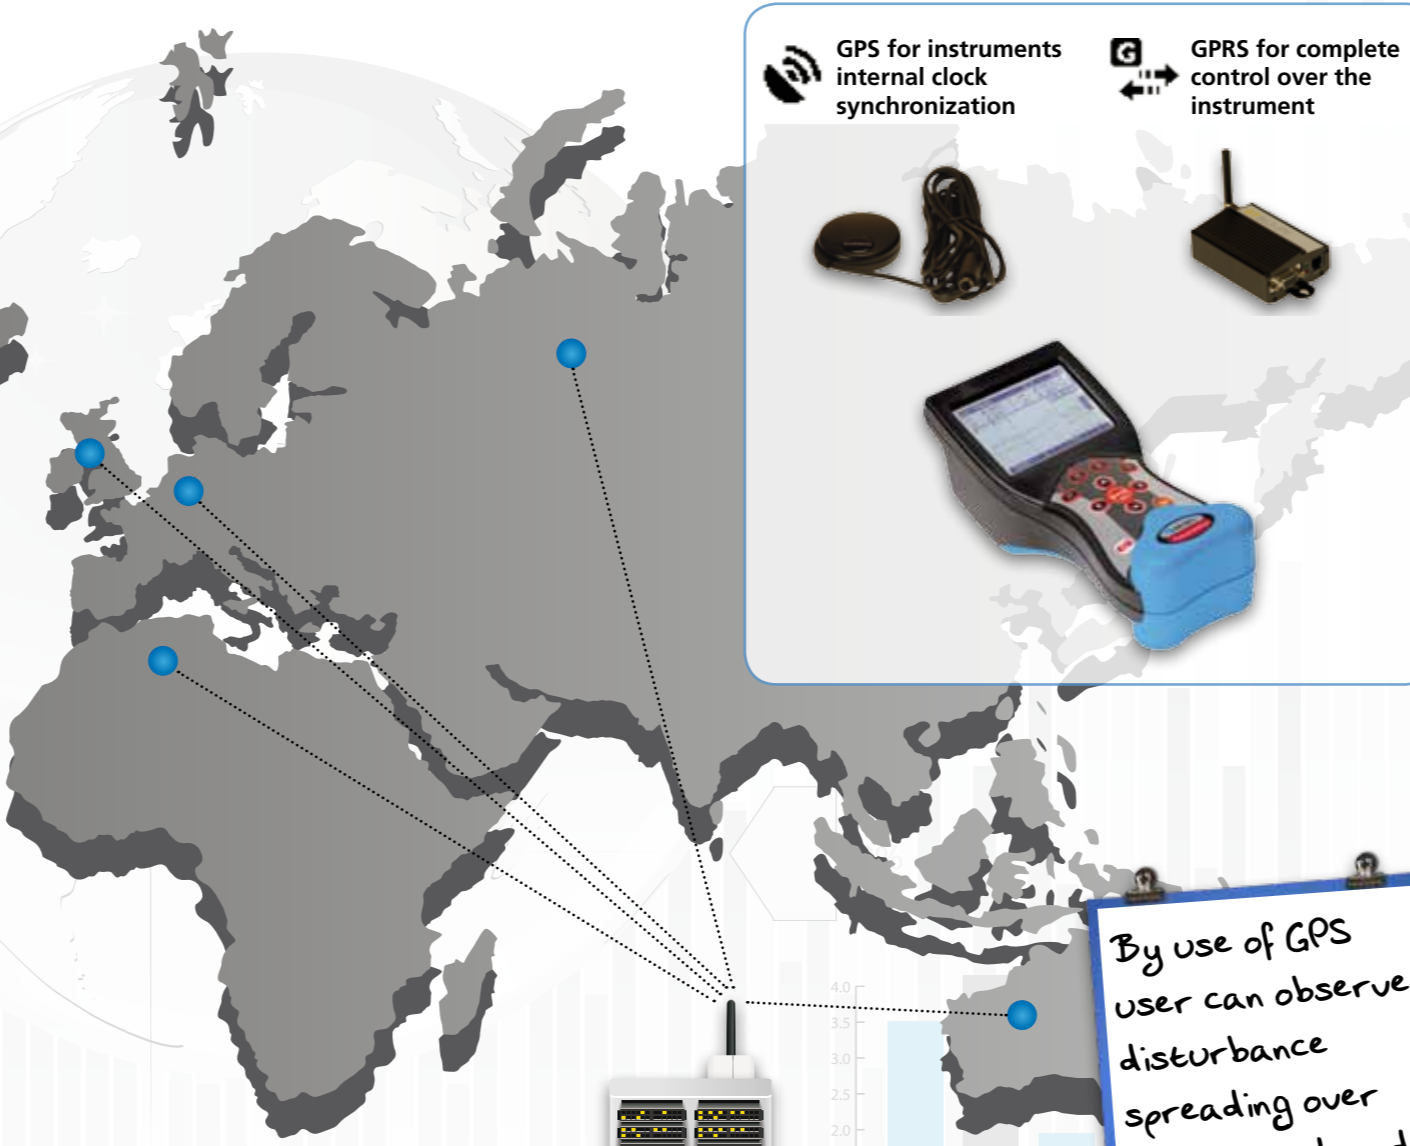 GPS for instruments
internal clock
synchronization
G
GPRS for complete
control over the
instrument
By use of GPS
user can observe
disturbance
spreading over
4.0
3.5
3.0
2.5
2.0